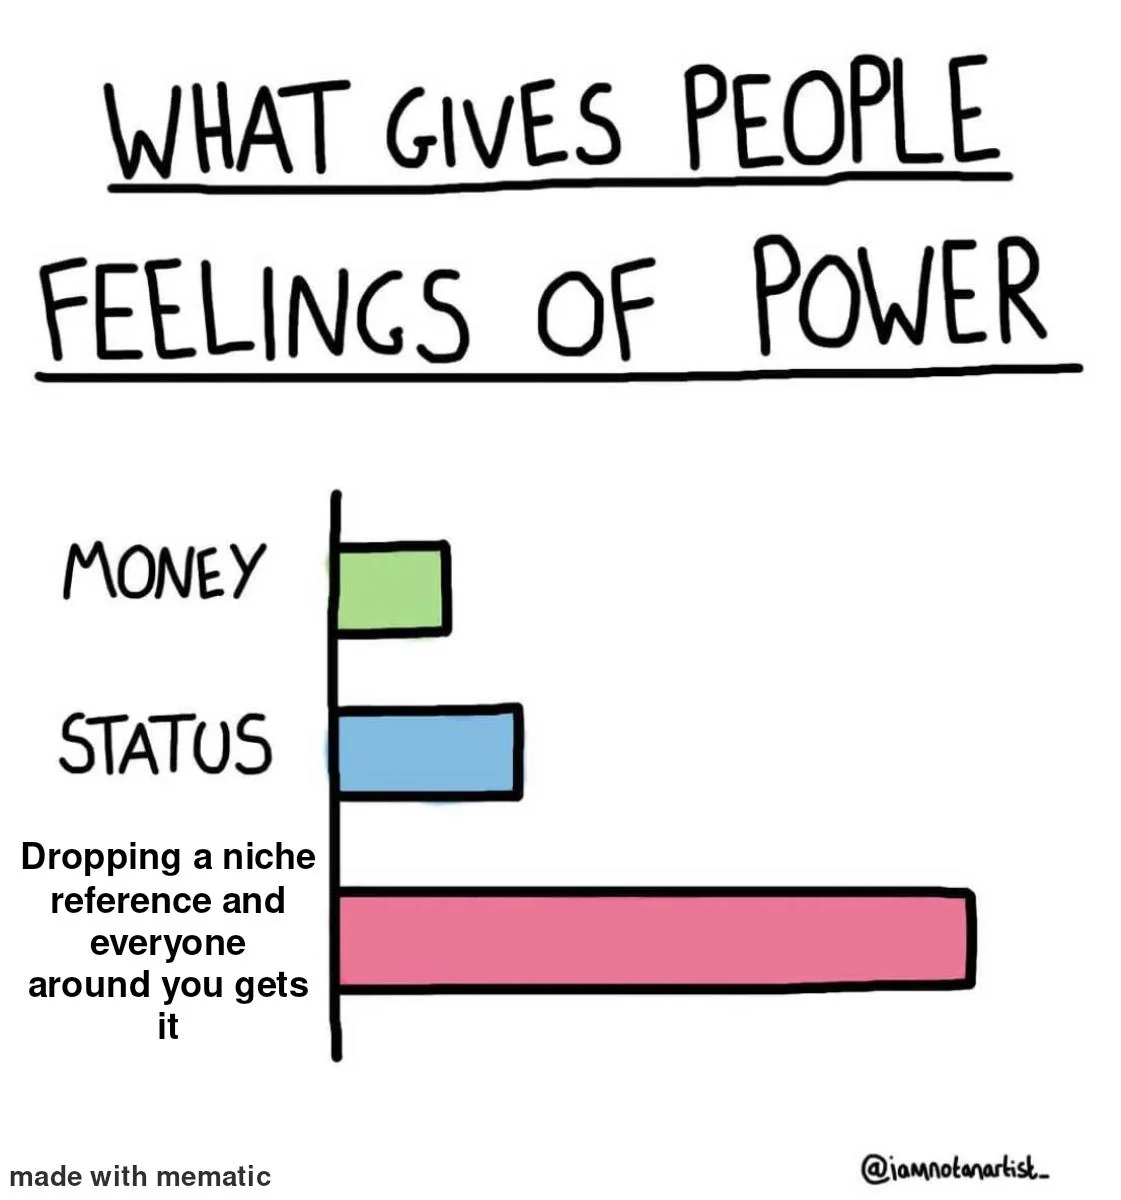 WHAT GIVES PEOPLE
FEELINGS OF POWER
MONEY
STATUS
Dropping a niche
reference and
everyone
around you gets
it
made with mematic
@iamnotanartist_